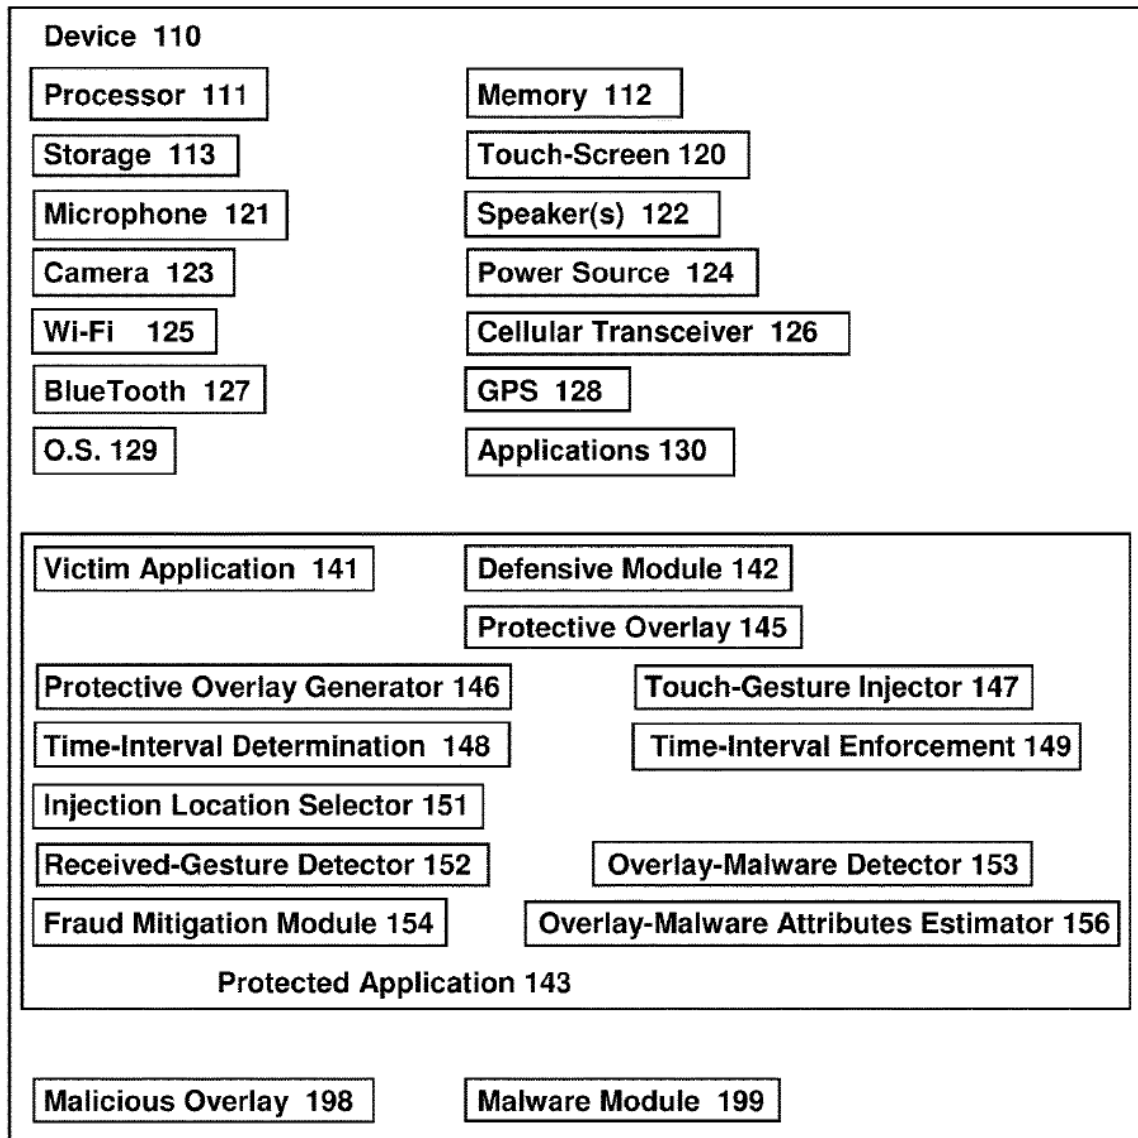 Device 110
Processor 111
Memory 112
Storage 113
Touch-Screen 120
Microphone 121
Speaker(s) 122
Camera 123
Power Source 124
Wi-Fi 125
Cellular Transceiver 126
BlueTooth 127
GPS 128
O.S. 129
Applications 130
Victim Application 141
Defensive Module 142
Protective Overlay 145
Protective Overlay Generator 146
Touch-Gesture Injector 147
Time-Interval Determination 148
Time-Interval Enforcement 149
Injection Location Selector 151
Received-Gesture Detector 152
Overlay-Malware Detector 153
Fraud Mitigation Module 154
Overlay-Malware Attributes Estimator 156
Protected Application 143
Malicious Overlay 198
Malware Module 199